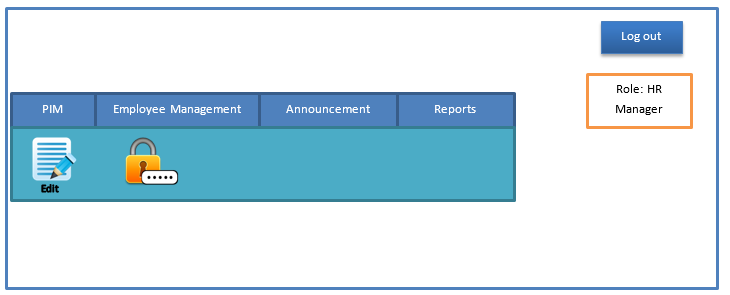 Log out
Role: HR
Manager
PIM
Employee Management
Announcement
Reports
Edit